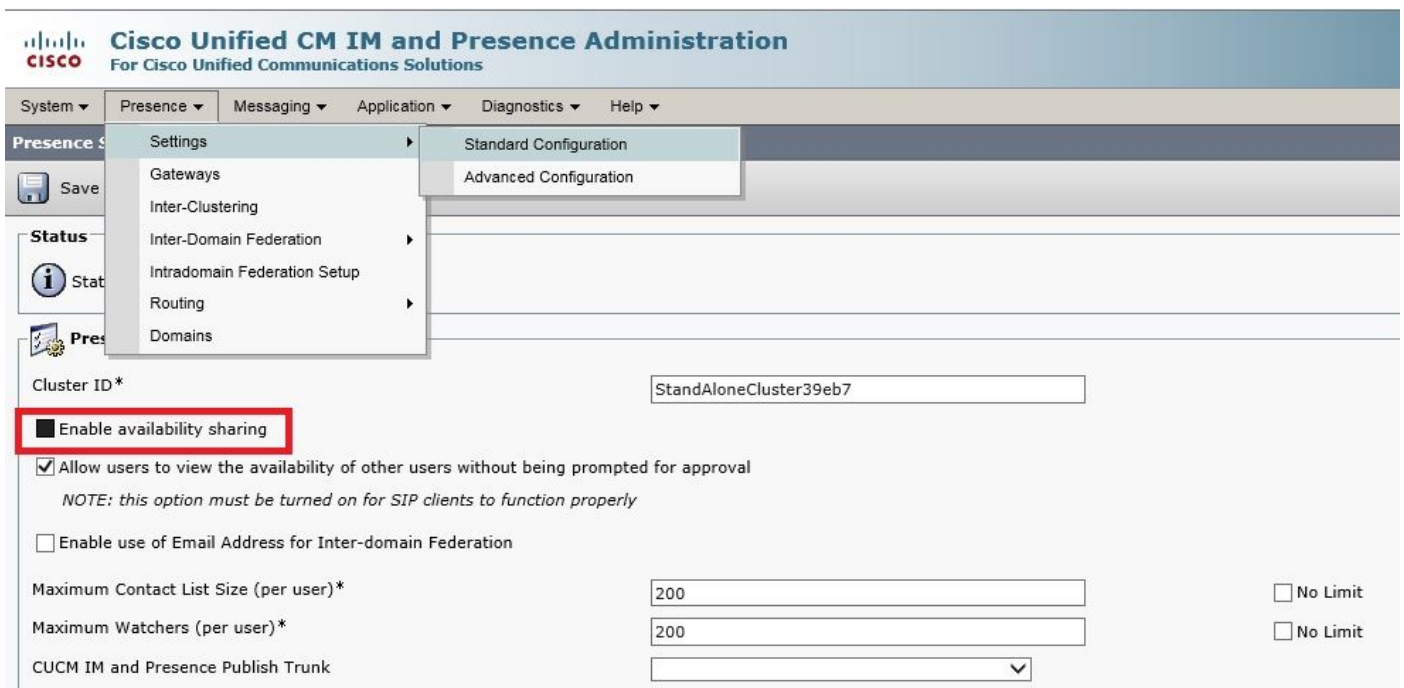 CISCO
Cisco Unified CM IM and Presence Administration
For Cisco Unified Communications Solutions
System Presence Messaging Application Diagnostics Help
Presence S
Settings
Standard Configuration
Gateways
Advanced Configuration
Save
Inter-Clustering
Status
Inter-Domain Federation
Intradomain Federation Setup
Stat
Routing
Pres
Domains
Cluster ID*
StandAloneCluster39eb7
Enable availability sharing
Allow users to view the availability of other users without being prompted for approval
NOTE: this option must be turned on for SIP clients to function properly
Enable use of Email Address for Inter-domain Federation
Maximum Contact List Size (per user)*
200
No Limit
Maximum Watchers (per user)*
200
No Limit
CUCM IM and Presence Publish Trunk